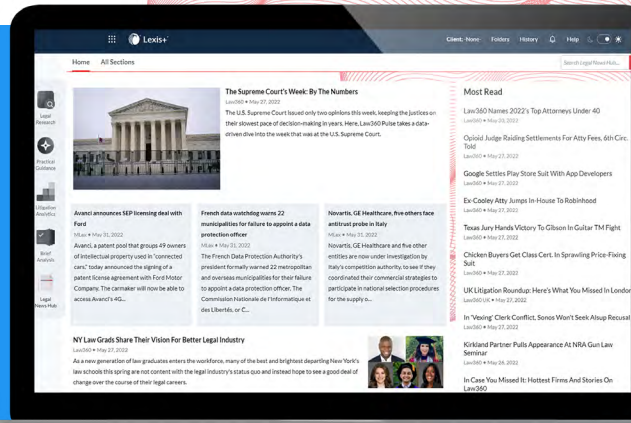 Lexis+
Client: -None-
Folders
History
Help
Home
All Sections
Search Legal News Hub...
Legal
Research
Practical
Guidance
Litigation
Analytics
Brief
Analysis
Legal
News Hub
The Supreme Court's Week: By The Numbers
Law360 • May 27, 2022
The U.S. Supreme Court issued only two opinions this week, keeping the justices on
their slowest pace of decision-making in years. Here, Law360 Pulse takes a data-
driven dive into the week that was at the U.S. Supreme Court.
Avanci announces SEP licensing deal with
Ford
MLex • May 31, 2022
Avanci, a patent pool that groups 49 owners
of intellectual property used in "connected
cars," today announced the signing of a
patent license agreement with Ford Motor
Company. The carmaker will now be able to
access Avanci's 4G...
French data watchdog warns 22
municipalities for failure to appoint a data
protection officer
MLex • May 31, 2022
The French Data Protection Authority's
president formally warned 22 metropolitan
and overseas municipalities for their failure
to appoint a data protection officer. The
Commission Nationale de l'Informatique et
des Libertés, or C...
Novartis, GE Healthcare, five others face
antitrust probe in Italy
MLex • May 31, 2022
Novartis, GE Healthcare and five other
entities are now under investigation by
Italy's competition authority, to see if they
coordinated their commercial strategies to
participate in national selection procedures
for the supply o...
NY Law Grads Share Their Vision For Better Legal Industry
Law360 • May 27, 2022
As a new generation of law graduates enters the workforce, many of the best and brightest departing New York's
law schools this spring are not content with the legal industry's status quo and instead hope to see a good deal of
change over the course of their legal careers.
Most Read
Law360 Names 2022's Top Attorneys Under 40
Law360 • May 23, 2022
Opioid Judge Raiding Settlements For Atty Fees, 6th Circ.
Told
Law360 • May 27, 2022
Google Settles Play Store Suit With App Developers
Law360 • May 27, 2022
Ex-Cooley Atty Jumps In-House To Robinhood
Law360 • May 27, 2022
Texas Jury Hands Victory To Gibson In Guitar TM Fight
Law360 • May 27, 2022
Chicken Buyers Get Class Cert. In Sprawling Price-Fixing
Suit
Law360 • May 27, 2022
UK Litigation Roundup: Here's What You Missed In London
Law360 UK • May 27, 2022
In 'Vexing' Clerk Conflict, Sonos Won't Seek Alsup Recusal
Law360 • May 27, 2022
Kirkland Partner Pulls Appearance At NRA Gun Law
Seminar
Law360 • May 26, 2022
In Case You Missed It: Hottest Firms And Stories On
Law360